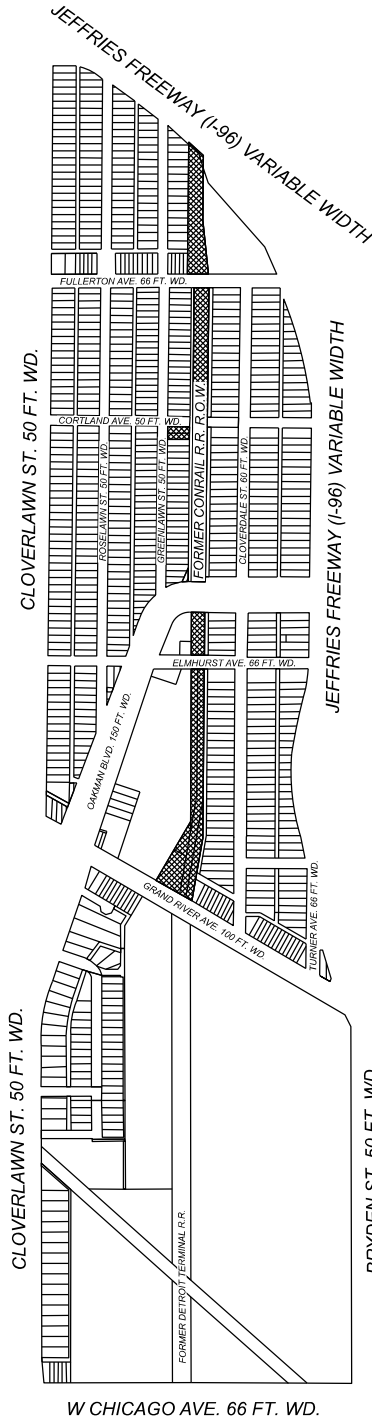 JEFFRIES FREEWAY (I-96) VARIABLE WIDTH
FULLERTON AVE. 66 FT. WD.
CLOVERLAWN ST. 50 FT. WD.
JEFFRIES FREEWAY (I-96) VARIABLE WIDTH
CORTLAND AVE. 50 FT. WD.
ROSELAWN ST. 50 FT. WD.
GREENLAWN ST. 50 FT. WD.
FORMER CONRAIL R.R. R.O.W.
CLOVERDALE ST. 60 FT. WD.
ELMHURST AVE. 66 FT. WD.
OAKMAN BLVD. 150 FT. WD.
GRAND RIVER AVE. 100 FT. WD.
TURNER AVE. 66 FT. WD.
CLOVERLAWN ST. 50 FT. WD.
FORMER DETROIT TERMINAL R.R.
ST. 50 FT. WD.
W CHICAGO AVE. 66 FT. WD.